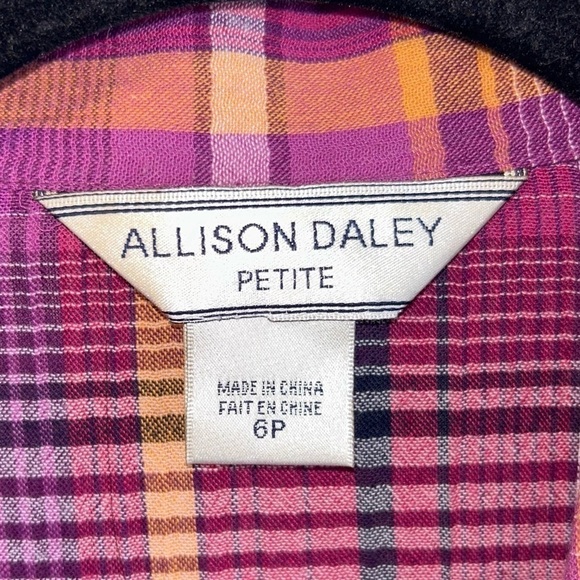 ALLISON DALEY
PETITE
MADE IN CHINA
FAIT EN CHINE
6P